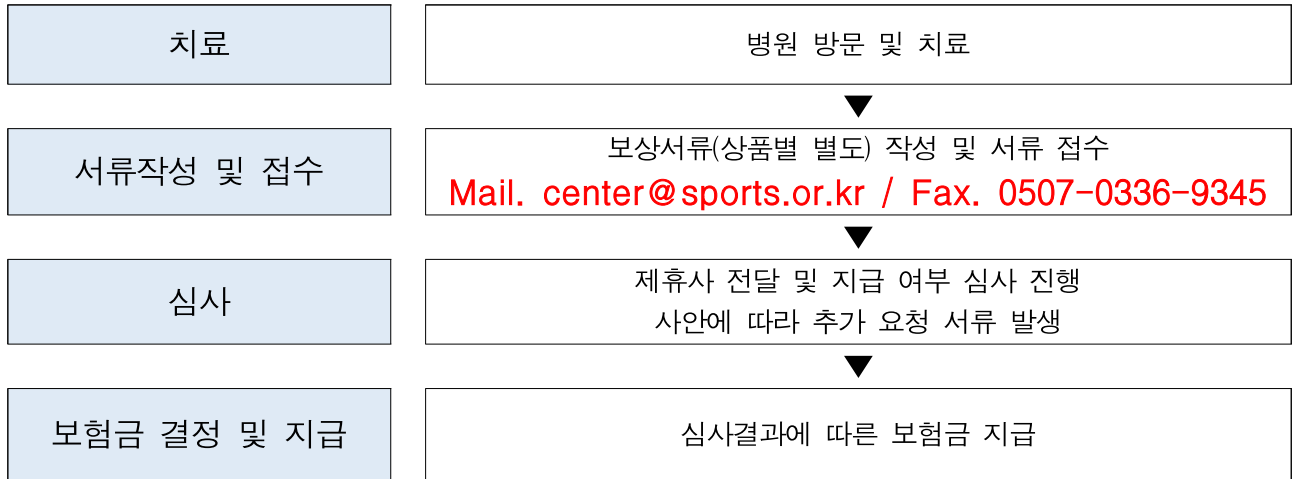 치료
병원 방문 및 치료
서류작성 및 접수
보상서류(상품별 별도) 작성 및 서류 접수
Mail. center@sports.or.kr / Fax. 0507-0336-9345
심사
제휴사 전달 및 지급 여부 심사 진행
사안에 따라 추가 요청 서류 발생
보험금 결정 및 지급
심사결과에 따른 보험금 지급